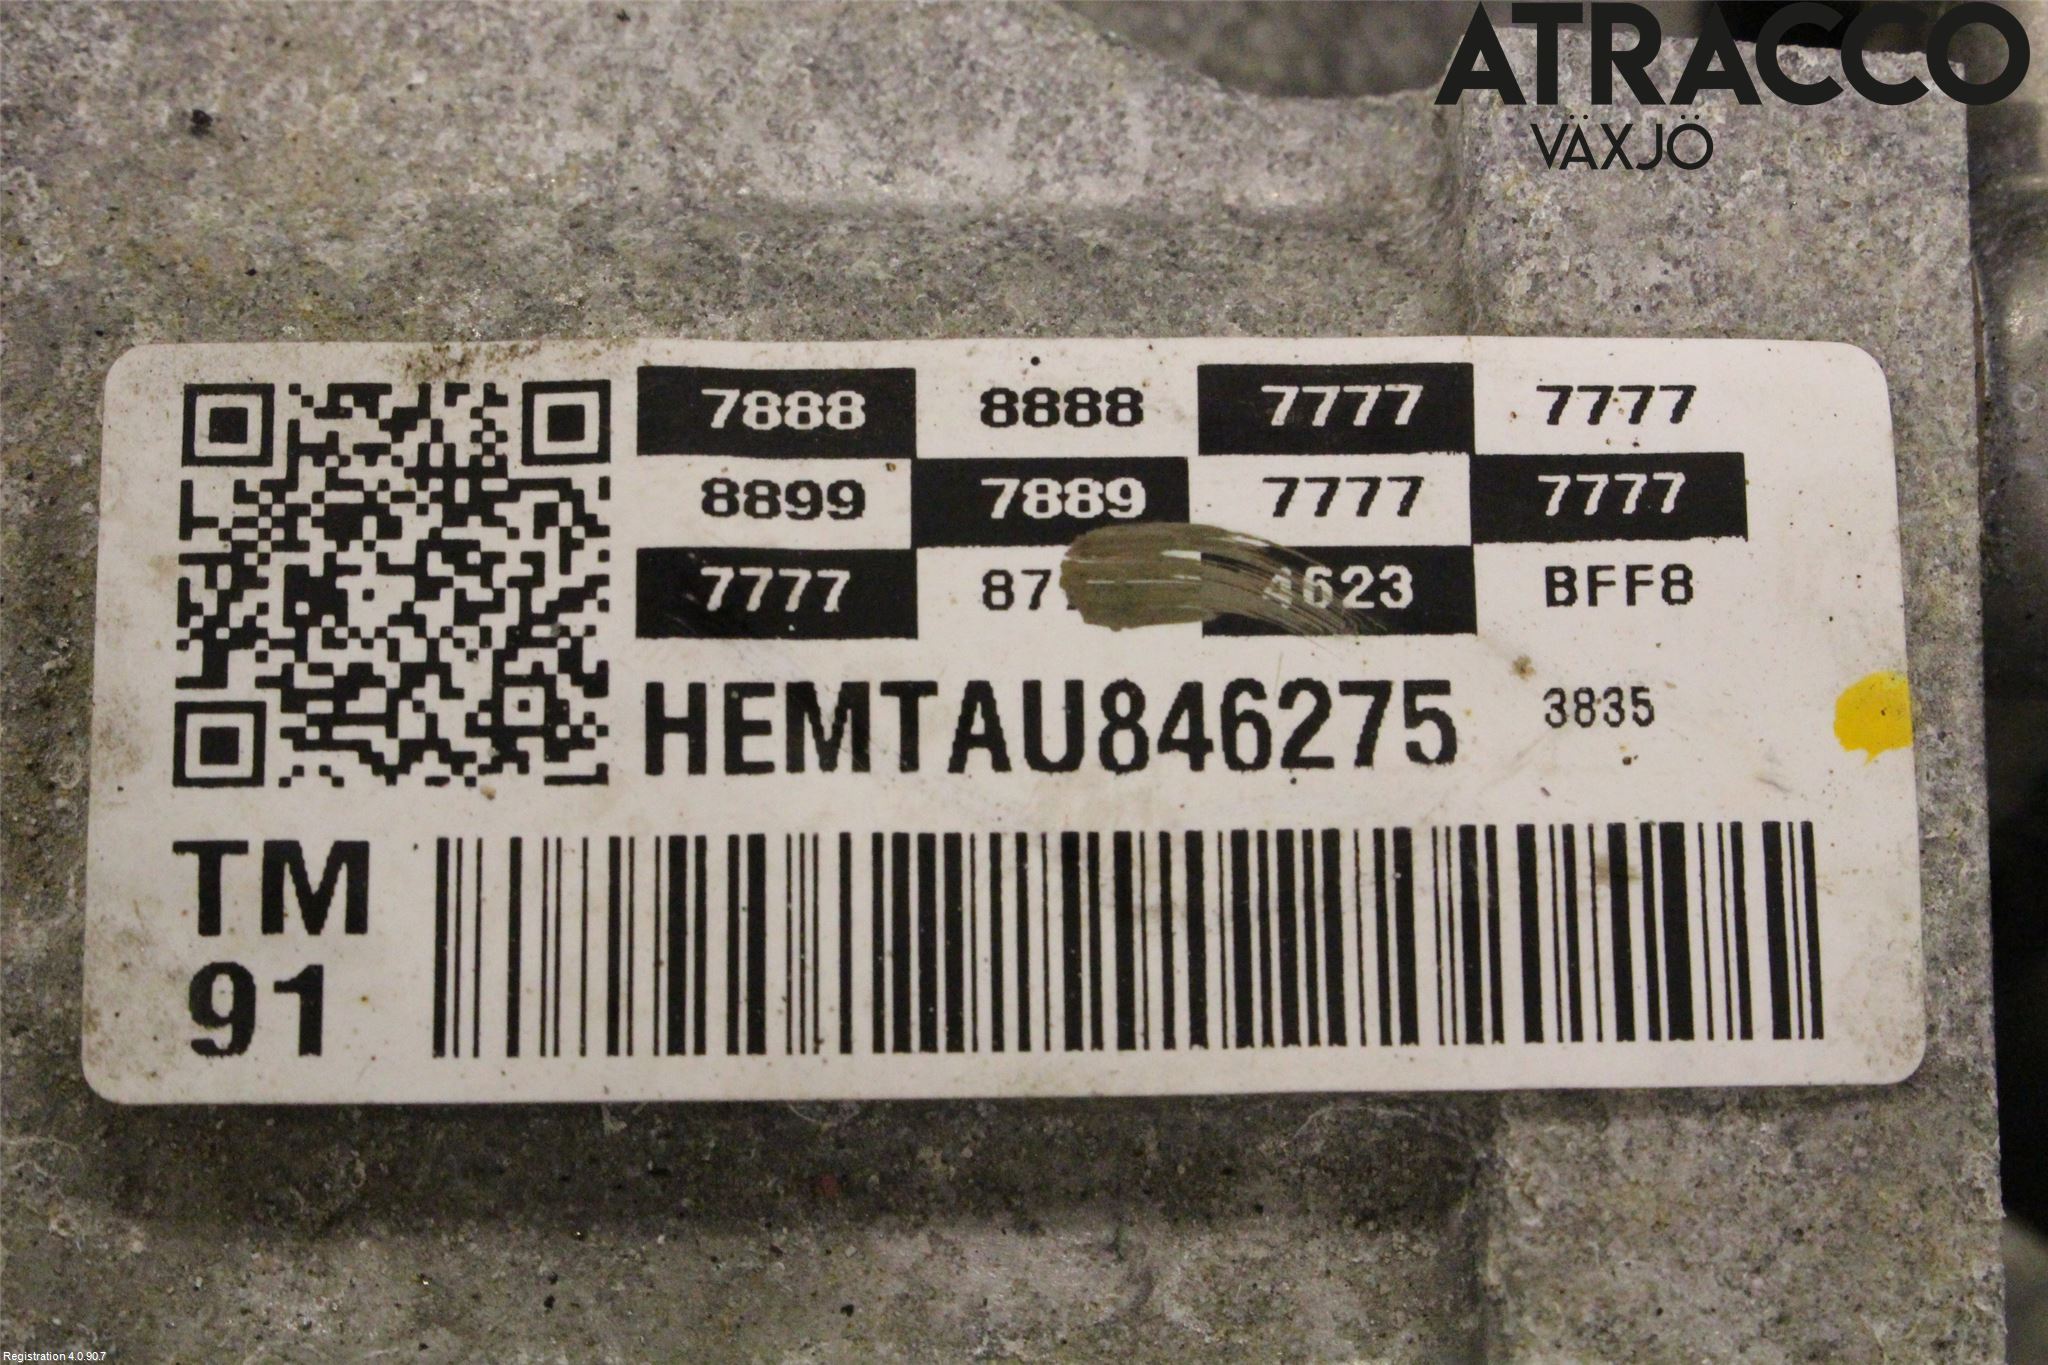 ATRACCO
VÄXJÖ
7888 8888 7777 7777
8899 7889 7777 7777
7777 4623 BFF8
HEMTAU846275 3835
TM
91
Registration 4.0.90.7